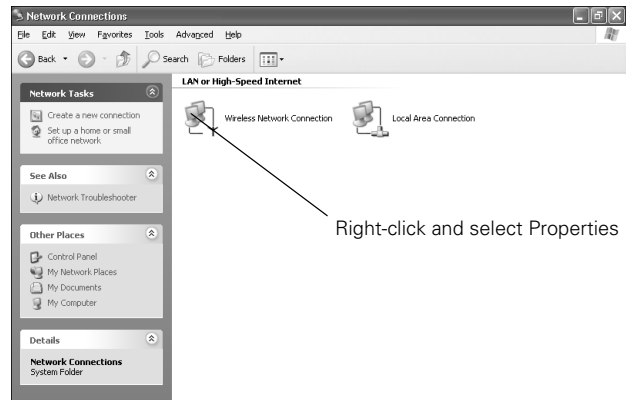 Network Connections
File Edit View Favorites Tools Advanced Help
Back Search Folders
Network Tasks
Create a new connection
Set up a home or small
office network
See Also
Network Troubleshooter
Other Places
Control Panel
My Network Places
My Documents
My Computer
Details
Network Connections
System Folder
LAN or High-Speed Internet
Wireless Network Connection
Local Area Connection
Right-click and select Properties